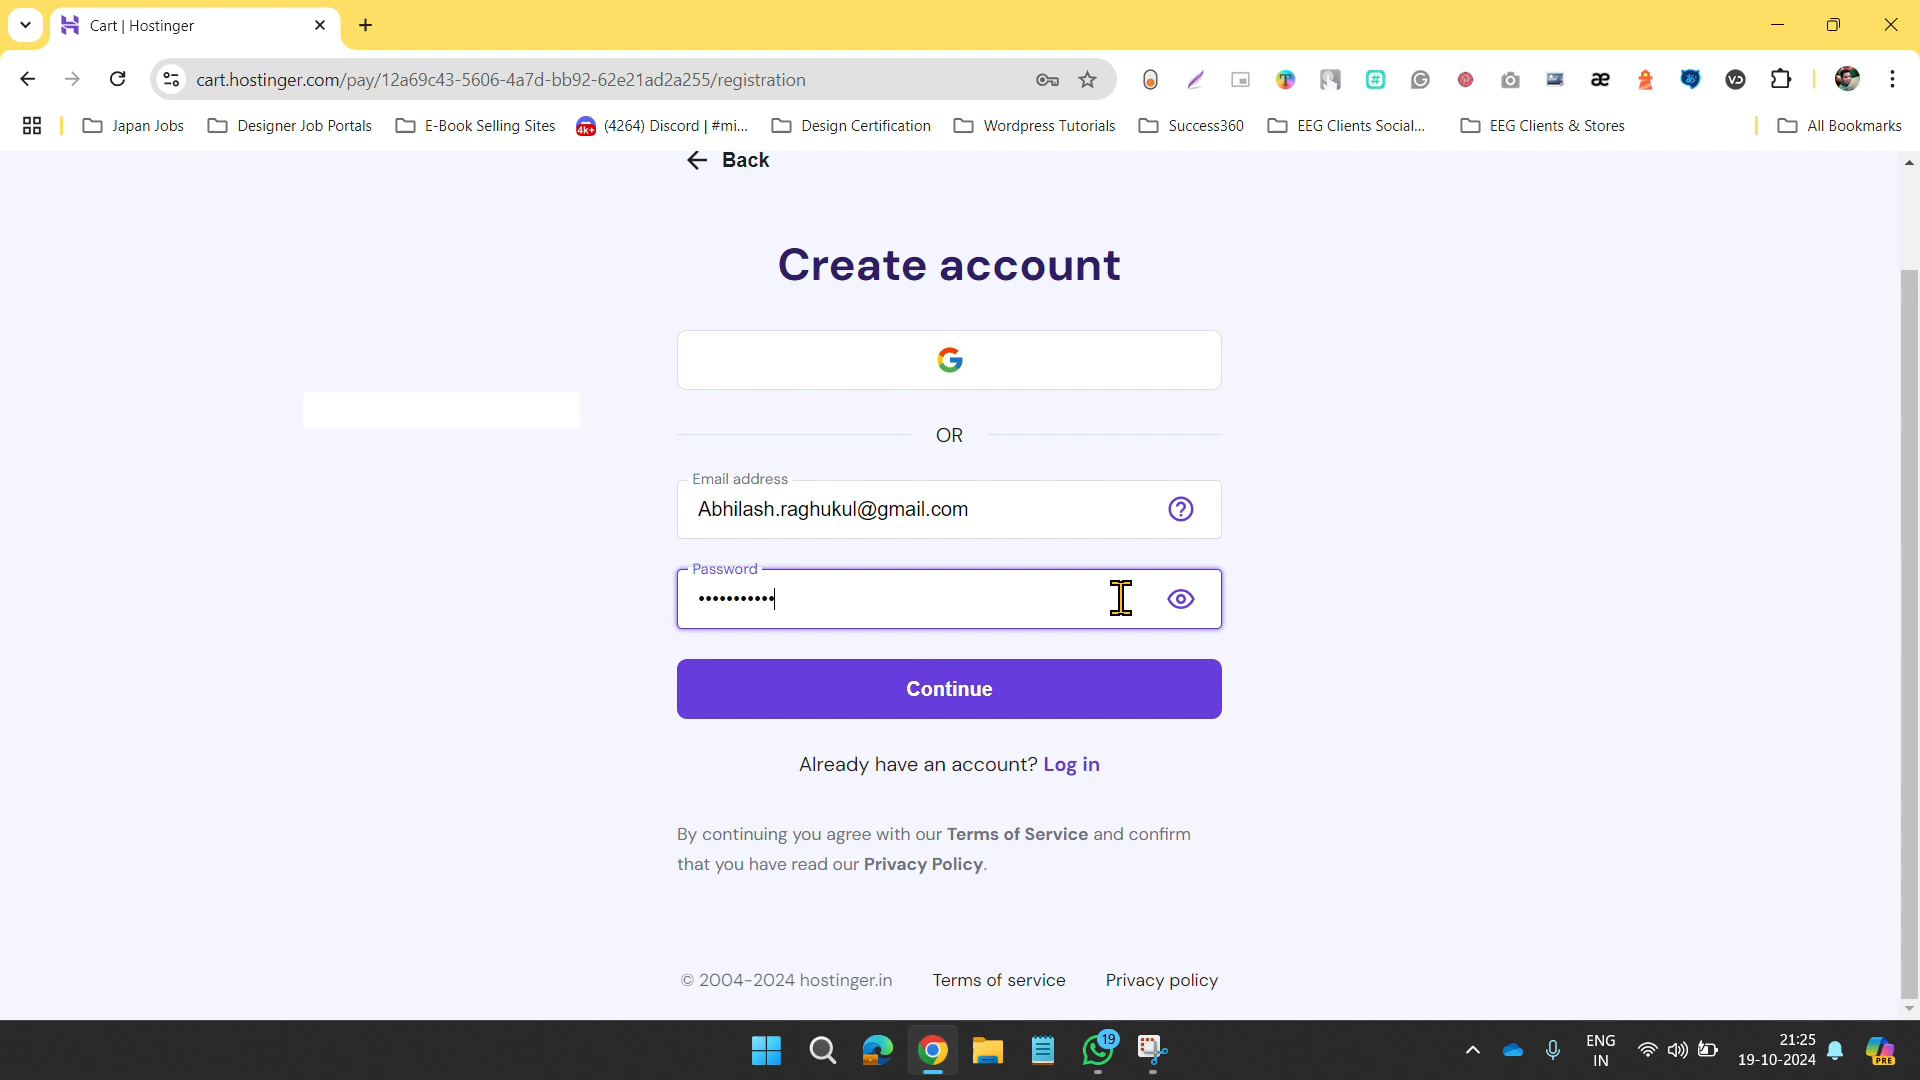 Cart | Hostinger
cart.hostinger.com/pay/12a69c43-5606-4a7d-bb92-62e21ad2a255/registration
Japan Jobs
Designer Job Portals
E-Book Selling Sites
4k+
(4264) Discord | #mi...
Design Certification
Wordpress Tutorials
Success360
EEG Clients Social...
EEG Clients & Stores
All Bookmarks
Back
Create account
OR
Email address
Abhilash.raghukul@gmail.com
Password
Continue
Already have an account? Log in
By continuing you agree with our Terms of Service and confirm
that you have read our Privacy Policy.
© 2004-2024 hostinger.in Terms of service Privacy policy
19
ENG
IN
21:25
19-10-2024
PRE